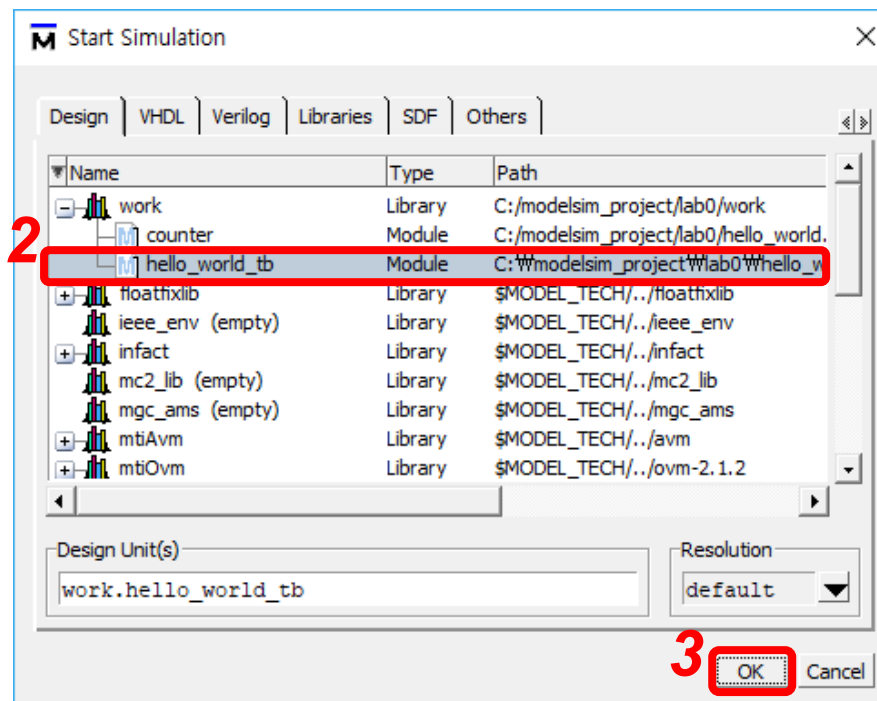 Start Simulation
Design VHDL Verilog Libraries SDF Others
Name Type Path
work Library C:/modelsim_project/lab0/work
counter Module C:/modelsim_project/lab0/hello_world.
2
hello_world_tb Module C:₩modelsim_project₩lab0₩hello_w
floatfixlib Library $MODEL_TECH/../floatfixlib
ieee_env (empty) Library $MODEL_TECH/../ieee_env
infact Library $MODEL_TECH/../infact
mc2_lib (empty) Library $MODEL_TECH/../mc2_lib
mgc_ams (empty) Library $MODEL_TECH/../mgc_ams
mtiAvm Library $MODEL_TECH/../avm
mtiOvm Library $MODEL_TECH/../ovm-2.1.2
Design Unit(s) Resolution
work.hello_world_tb default
3 OK Cancel